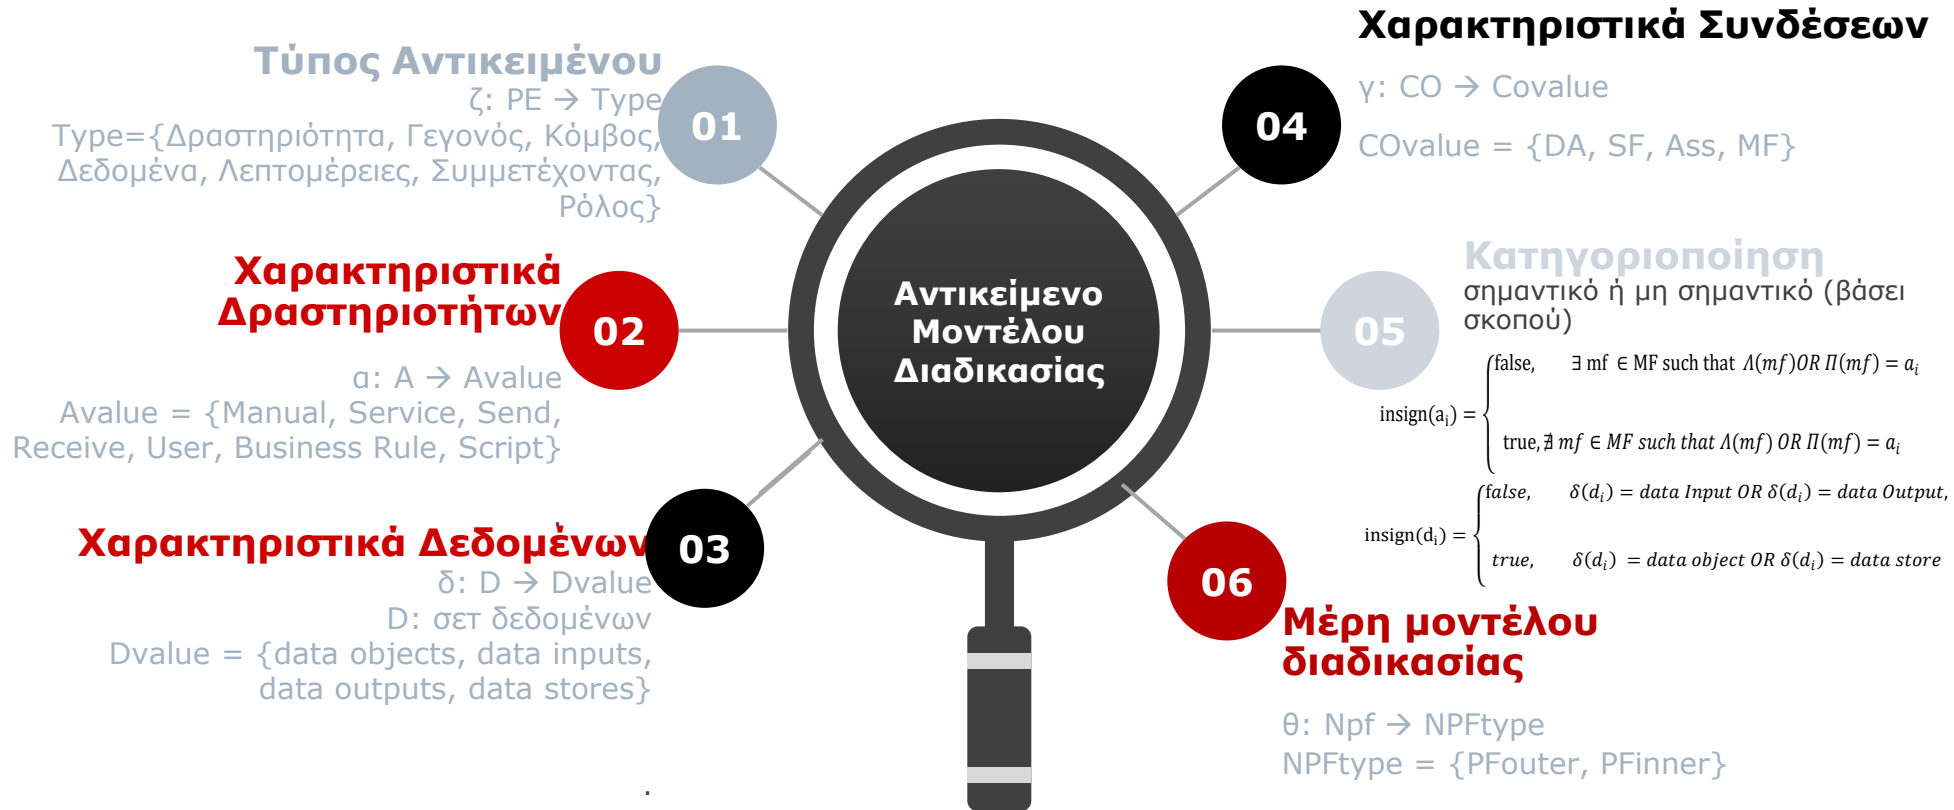 Τύπος Αντικειμένου
ζ: PE → Type
Type={Δραστηριότητα, Γεγονός, Κόμβος,
Δεδομένα, Λεπτομέρειες, Συμμετέχοντας,
Ρόλος}
01
Χαρακτηριστικά
Δραστηριοτήτων
02
α: A → Avalue
Avalue = {Manual, Service, Send,
Receive, User, Business Rule, Script}
Χαρακτηριστικά Δεδομένων
03
δ: D → Dvalue
D: σετ δεδομένων
Dvalue = {data objects, data inputs,
data outputs, data stores}
.
Αντικείμενο
Μοντέλου
Διαδικασίας
Χαρακτηριστικά Συνδέσεων
04
γ: CO → Covalue
COvalue = {DA, SF, Ass, MF}
Κατηγοριοποίηση
05
σημαντικό ή μη σημαντικό (βάσει
σκοπού)
false, ∃ mf ∈ MF such that Λ(mf)OR Π(mf) = a_i
insign(a_i) = {
true, ∄ mf ∈ MF such that Λ(mf) OR Π(mf) = a_i
false, δ(d_i) = data Input OR δ(d_i) = data Output,
insign(d_i) = {
true, δ(d_i) = data object OR δ(d_i) = data store
06
Μέρη μοντέλου
διαδικασίας
θ: Npf → NPFtype
NPFtype = {PFouter, PFinner}